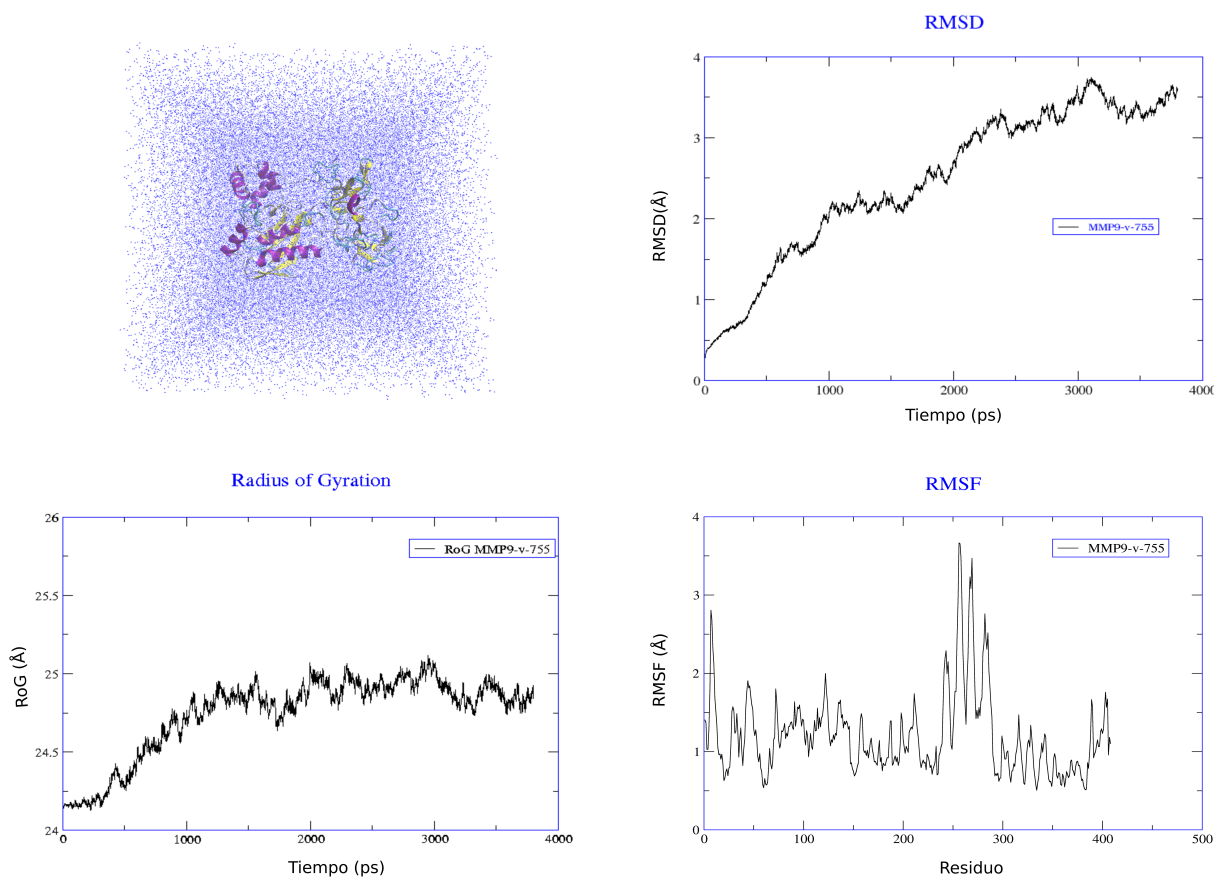 RMSD
4
3
2
1
0
RMSD(Å)
MMP9-v-755
0 1000 2000 3000 4000
Tiempo (ps)
Radius of Gyration
26
25.5
25
24.5
24
RoG (Å)
RoG MMP9-v-755
0 1000 2000 3000 4000
Tiempo (ps)
RMSF
4
3
2
1
0
RMSF (Å)
MMP9-v-755
0 100 200 300 400 500
Residuo